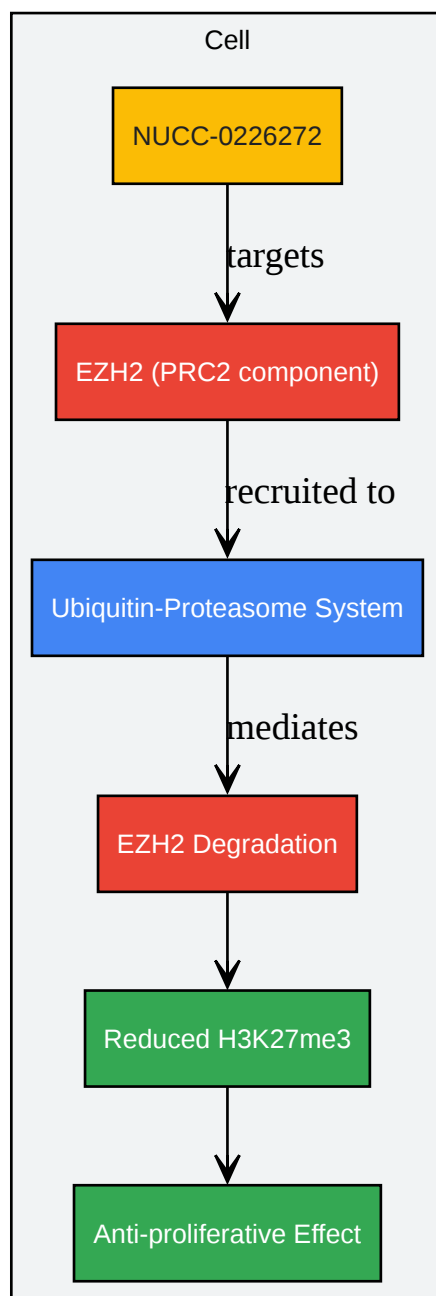 Cell
NUCC-0226272
targets
EZH2 (PRC2 component)
recruited to
Ubiquitin-Proteasome System
mediates
EZH2 Degradation
Reduced H3K27me3
Anti-proliferative Effect